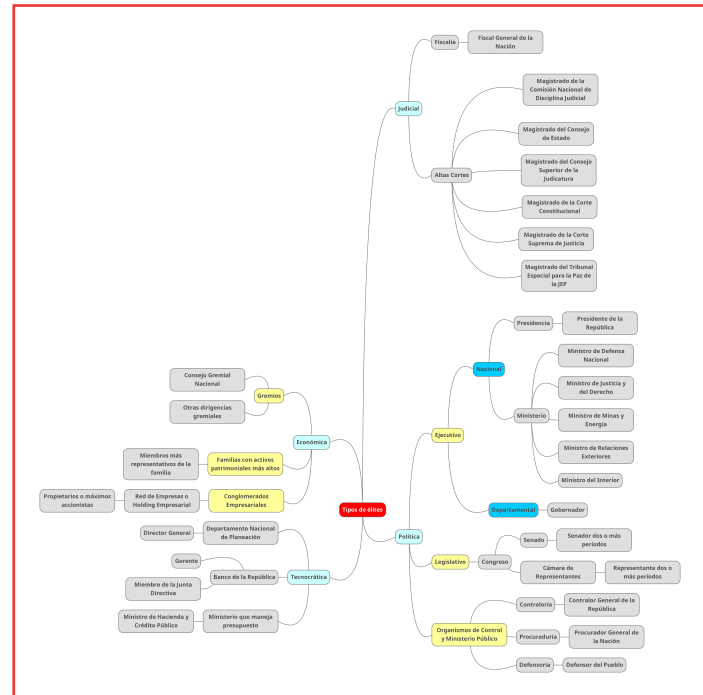 Fiscalía
Fiscal General de la
Nación
Judicial
Magistrado de la
Comisión Nacional de
Disciplina Judicial
Magistrado del Consejo
de Estado
Altas Cortes
Magistrado del Consejo
Superior de la
Judicatura
Magistrado de la Corte
Constitucional
Magistrado de la Corte
Suprema de Justicia
Magistrado del Tribunal
Especial para la Paz de
la JEP
Presidencia
Presidente de la
República
Nacional
Ministerio
Ministro de Defensa
Nacional
Ministro de Justicia y
del Derecho
Ministro de Minas y
Energía
Ministro de Relaciones
Exteriores
Ministro del Interior
Ejecutivo
Departamental
Gobernador
Política
Legislativo
Congreso
Senado
Senador dos o más
períodos
Cámara de
Representantes
Representante dos o
más periodos
Organismos de Control
y Ministerio Público
Contraloría
Contralor General de la
República
Procuraduría
Procurador General de
la Nación
Defensoría
Defensor del Pueblo
Tipos de élites
Económica
Gremios
Consejo Gremial
Nacional
Otras dirigencias
gremiales
Familias con activos
patrimoniales más altos
Miembros más
representativos de la
familia
Conglomerados
Empresariales
Red de Empresas o
Holding Empresarial
Propietarios o máximos
accionistas
Tecnocrática
Departamento Nacional
de Planeación
Director General
Banco de la República
Gerente
Miembro de la Junta
Directiva
Ministerio que maneja
presupuesto
Ministro de Hacienda y
Crédito Público